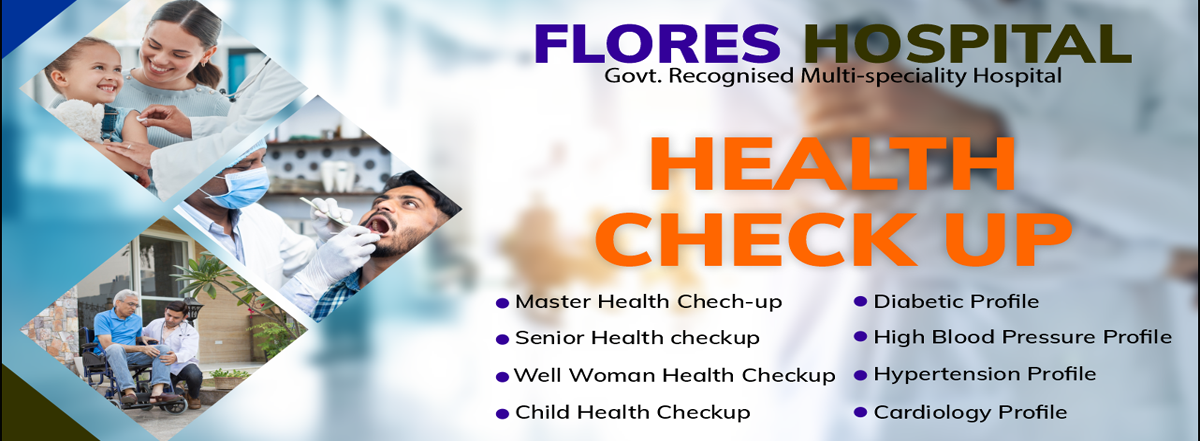 FLORES HOSPITAL
Govt. Recognised Multi-speciality Hospital
HEALTH
CHECK UP
Master Health Chech-up
Senior Health checkup
Well Woman Health Checkup
Child Health Checkup
Diabetic Profile
High Blood Pressure Profile
Hypertension Profile
Cardiology Profile